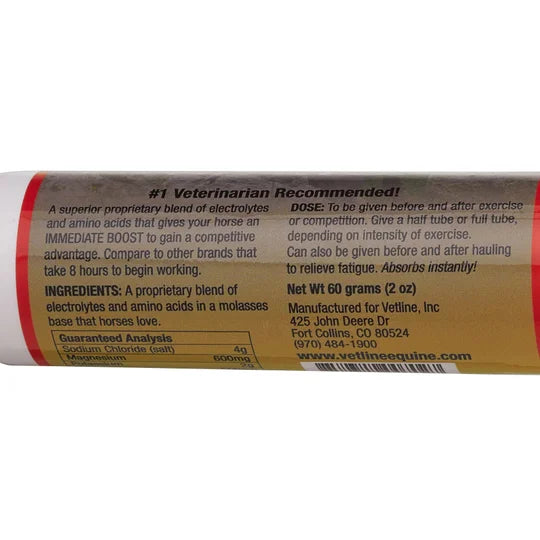 #1 Veterinarian Recommended!
A superior proprietary blend of electrolytes
and amino acids that gives your horse an
IMMEDIATE BOOST to gain a competitive
advantage. Compare to other brands that
take 8 hours to begin working.
INGREDIENTS: A proprietary blend of
electrolytes and amino acids in a molasses
base that horses love.
Guaranteed Analysis
Sodium Chloride (salt) 4g
Magnesium 600mg
Potassium 2g
DOSE: To be given before and after exercise
or competition. Give a half tube or full tube,
depending on intensity of exercise.
Can also be given before and after hauling
to relieve fatigue. Absorbs instantly!
Net Wt 60 grams (2 oz)
Manufactured for Vetline, Inc
425 John Deere Dr
Fort Collins, CO 80524
(970) 484-1900
www.vetlineequine.com